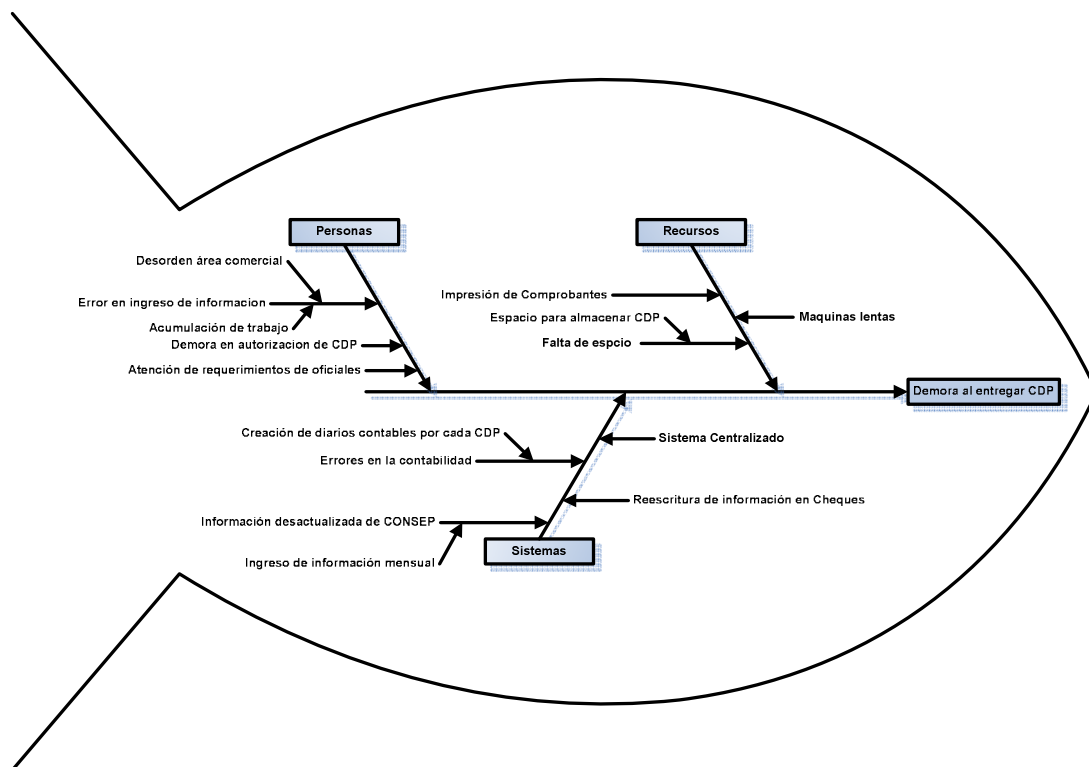 Personas
Recursos
Desorden área comercial
Error en ingreso de informacion
Acumulación de trabajo
Demora en autorizacion de CDP
Atención de requerimientos de oficiales
Impresión de Comprobantes
Espacio para almacenar CDP
Maquinas lentas
Falta de espcio
Demora al entregar CDP
Creación de diarios contables por cada CDP
Sistema Centralizado
Errores en la contabilidad
Reescritura de información en Cheques
Información desactualizada de CONSEP
Ingreso de información mensual
Sistemas